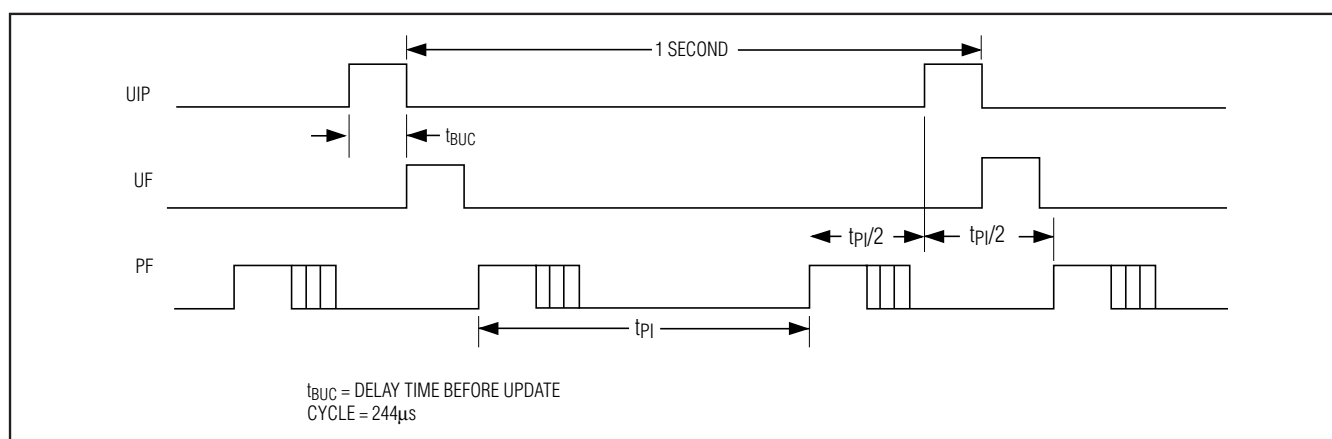 1 SECOND
UIP
tBUC
UF
tPI/2 tPI/2
PF
tPI
tBUC = DELAY TIME BEFORE UPDATE
CYCLE = 244µs